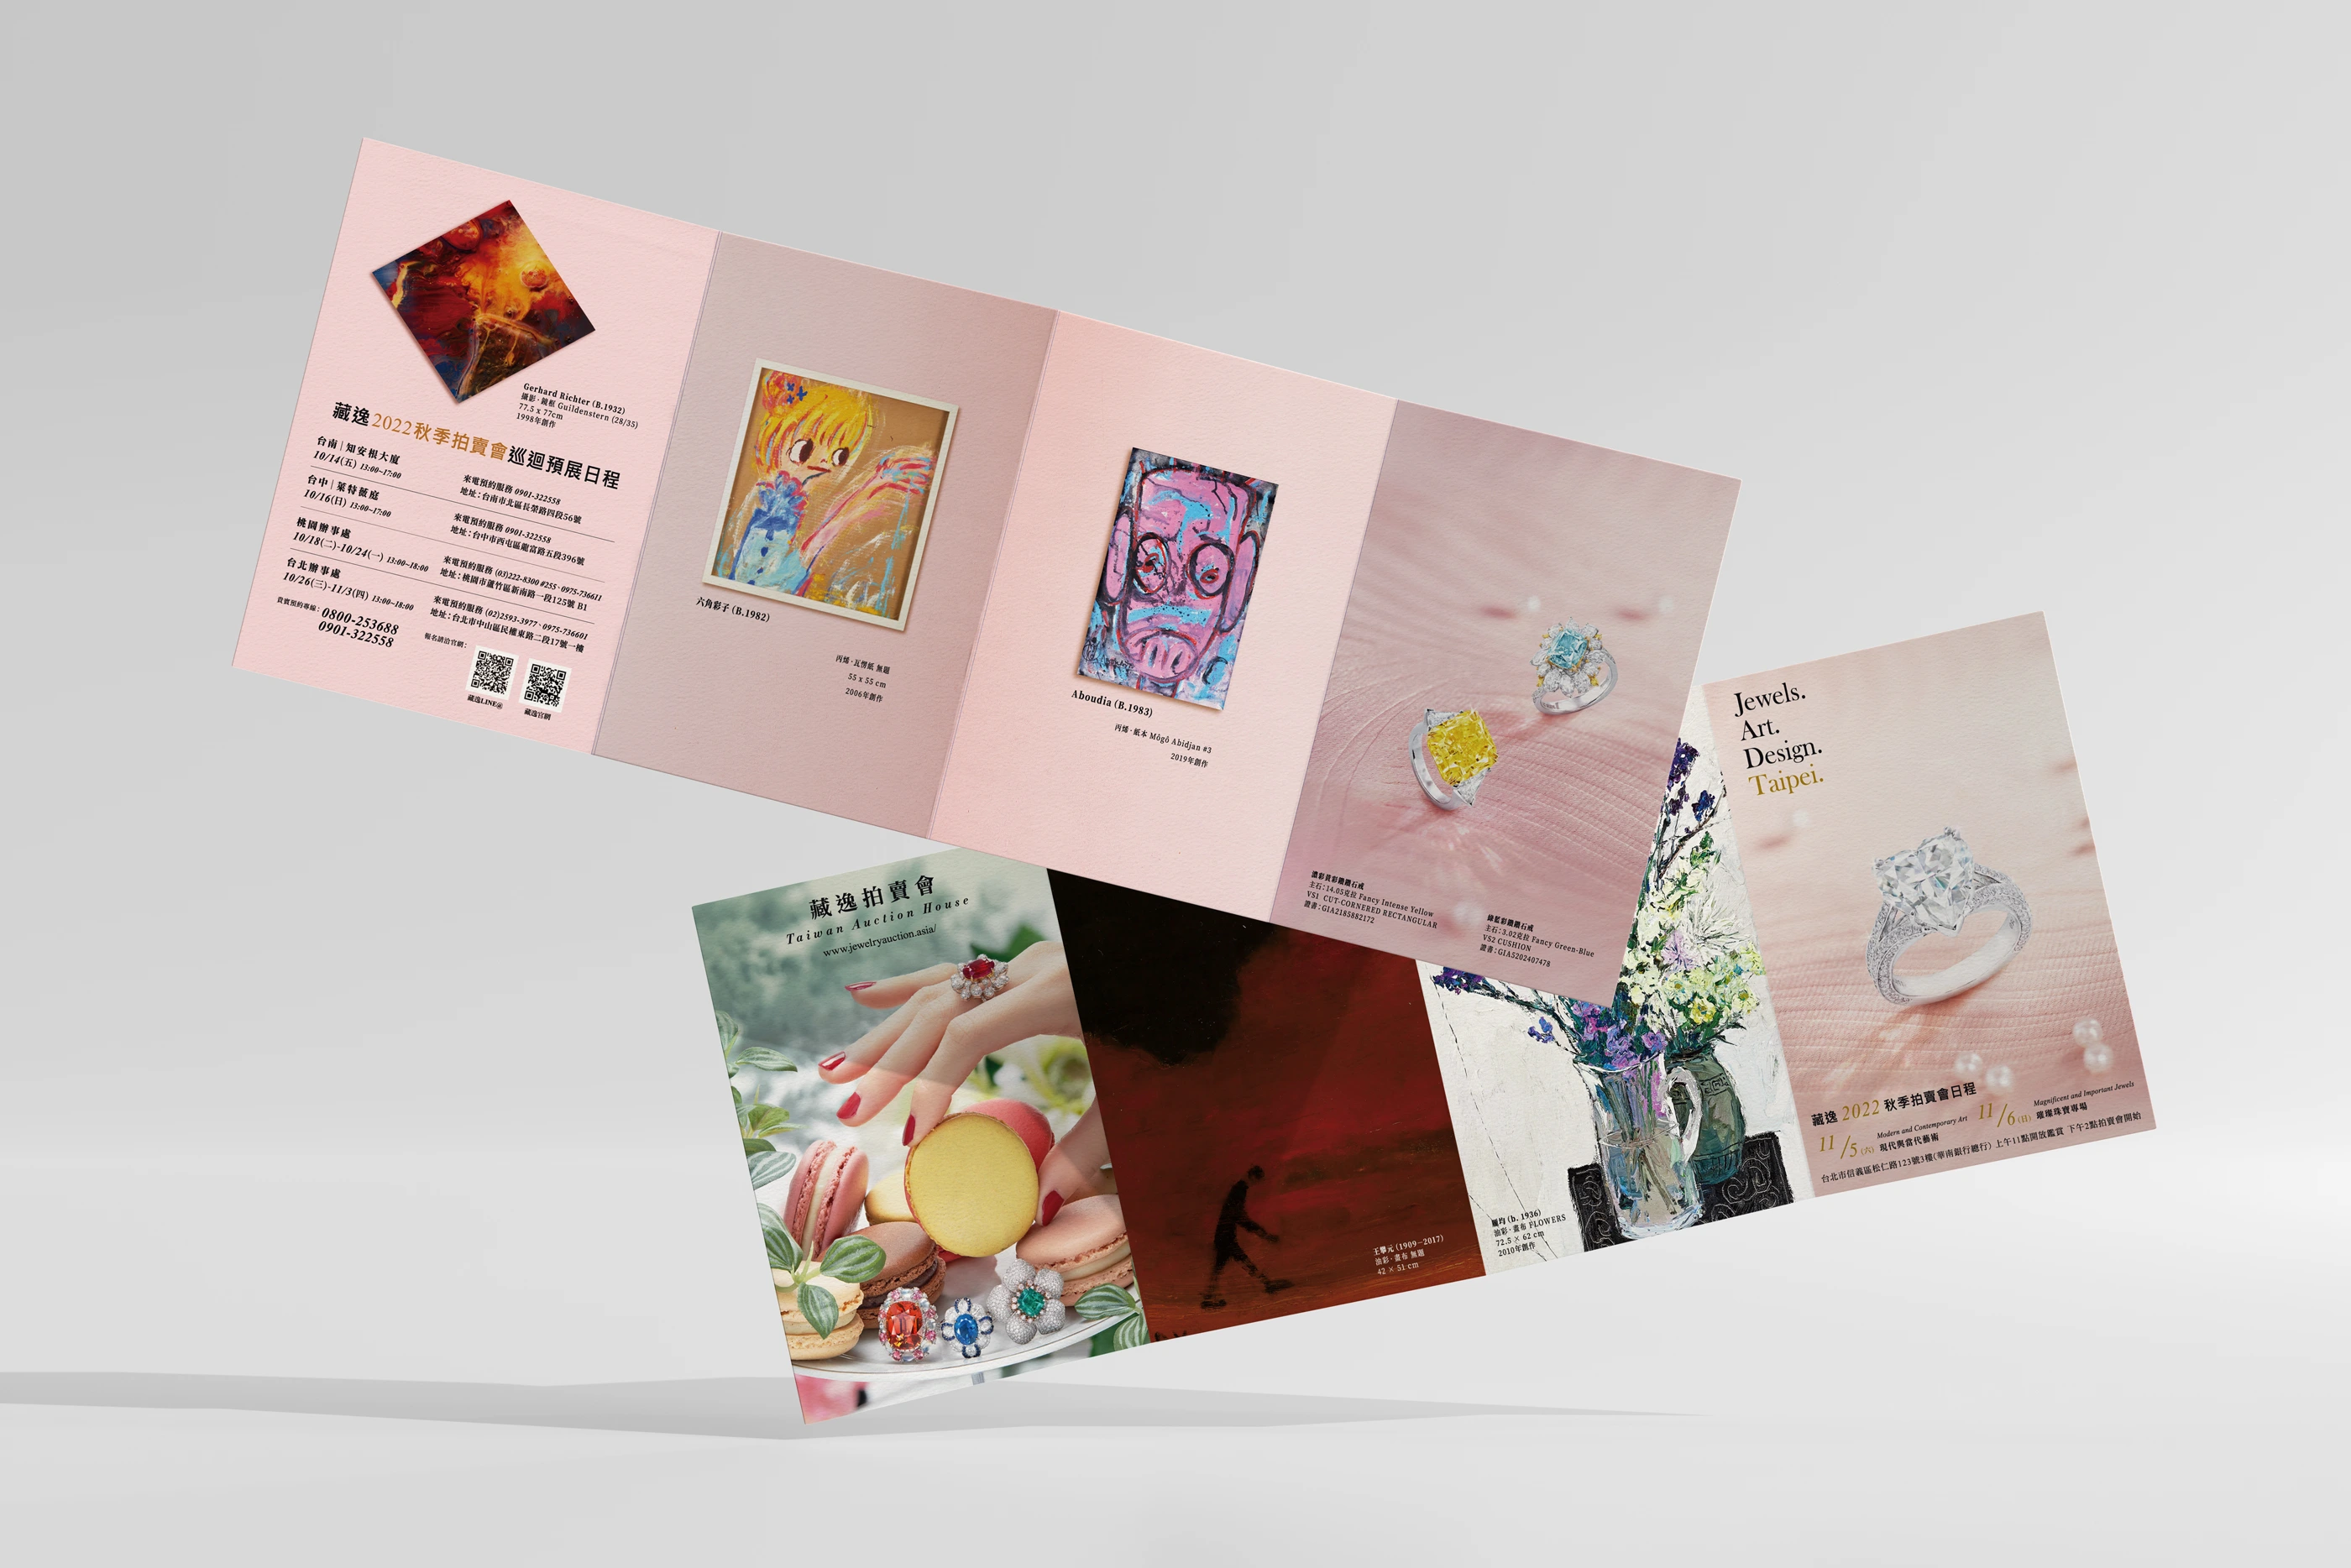 Gerhard Richter (B.1932)
攝影·鏡框 Guildenstern (28/35)
77.5 x 77cm
1998年創作
藏逸2022秋季拍賣會巡迴預展日程
台南｜知安根大廈
10/14(五) 13:00~17:00
來電預約服務 0901-322558
地址：台南市北區長榮路四段56號
台中｜萊特薇庭
10/16(日) 13:00~17:00
來電預約服務 0901-322558
地址：台中市西屯區龍富路五段396號
桃園辦事處
10/18(二)-10/24(一) 13:00~18:00
來電預約服務 (03)222-8300 #255、0975-736611
地址：桃園市蘆竹區新南路一段125號 B1
台北辦事處
10/26(三)-11/3(四) 13:00~18:00
來電預約服務 (02)2593-3977、0975-736601
地址：台北市中山區民權東路二段17號一樓
貴賓預約專線：0800-253688
0901-322558
報名請洽官網：
藏逸LINE@
藏逸官網
六角彩子 (B.1982)
丙烯·瓦愣紙 無題
55 x 55 cm
2006年創作
Aboudia (B.1983)
丙烯·紙本 Môgô Abidjan #3
2019年創作
濃彩黃彩鑽鑽石戒
主石：14.05克拉 Fancy Intense Yellow
VS1 CUT-CORNERED RECTANGULAR
證書：GIA2185882172
綠藍彩鑽鑽石戒
主石：3.02克拉 Fancy Green-Blue
VS2 CUSHION
證書：GIA5202407478
藏逸拍賣會
Taiwan Auction House
www.jewelryauction.asia/
王攀元 (1909-2017)
油彩·畫布 無題
42 × 51 cm
(b. 1936)
油彩·畫布 FLOWERS
72.5 × 62 cm
2010年創作
Jewels.
Art.
Design.
Taipei.
藏逸 2022 秋季拍賣會日程
11/5(六) Modern and Contemporary Art
現代與當代藝術
11/6(日) Magnificent and Important Jewels
璀璨珠寶專場
台北市信義區松仁路123號3樓(華南銀行總行) 上午11點開放鑑賞 下午2點拍賣會開始